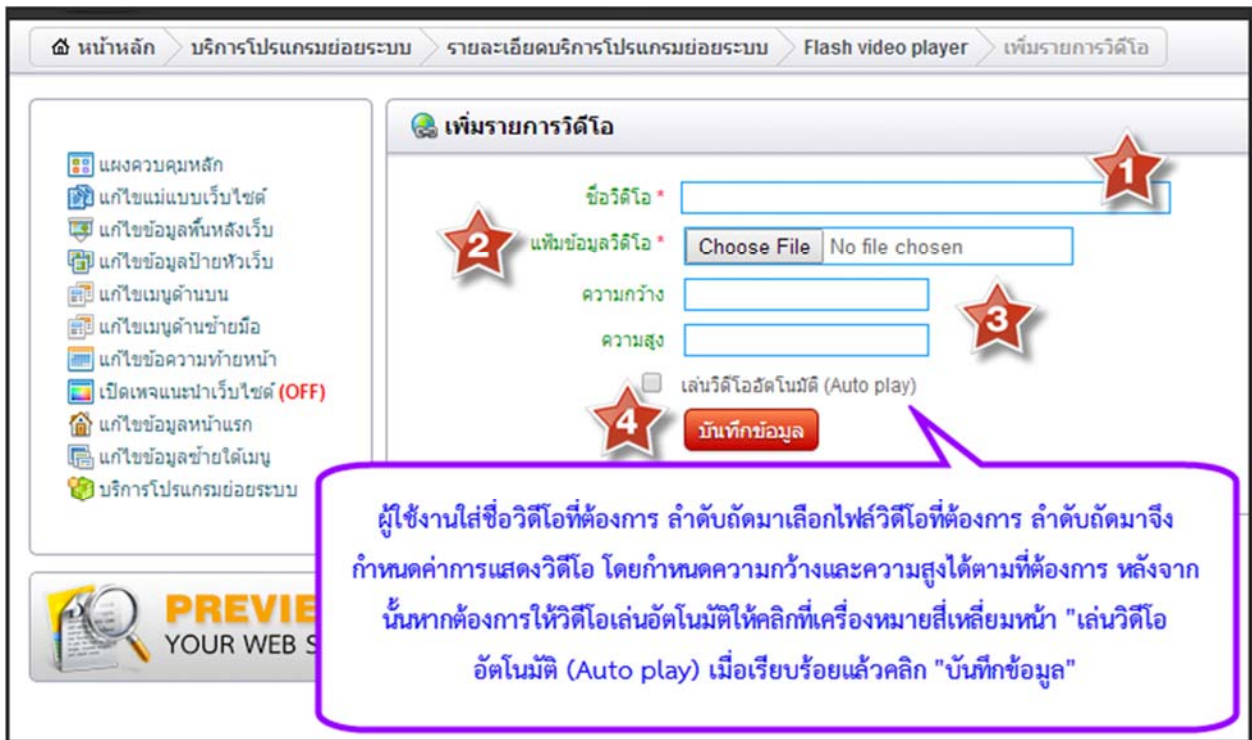 หน้าหลัก บริการโปรแกรมย่อยระบบ รายละเอียดบริการโปรแกรมย่อยระบบ Flash video player เพิ่มรายการวิดีโอ
แผงควบคุมหลัก
แก้ไขแม่แบบเว็บไซต์
แก้ไขข้อมูลพื้นหลังเว็บ
แก้ไขข้อมูลป้ายหัวเว็บ
แก้ไขเมนูด้านบน
แก้ไขเมนูด้านซ้ายมือ
แก้ไขข้อความท้ายหน้า
เปิดเพจแนะนำเว็บไซต์ (OFF)
แก้ไขข้อมูลหน้าแรก
แก้ไขข้อมูลซ้ายใต้เมนู
บริการโปรแกรมย่อยระบบ
PREVIE
YOUR WEB S
เพิ่มรายการวิดีโอ
1
ชื่อวิดีโอ *
2
แฟ้มข้อมูลวิดีโอ * Choose File No file chosen
ความกว้าง
3
ความสูง
เล่นวิดีโออัตโนมัติ (Auto play)
4
บันทึกข้อมูล
ผู้ใช้งานใส่ชื่อวิดีโอที่ต้องการ ลำดับถัดมาเลือกไฟล์วิดีโอที่ต้องการ ลำดับถัดมาจึง
กำหนดค่าการแสดงวิดีโอ โดยกำหนดความกว้างและความสูงได้ตามที่ต้องการ หลังจาก
นั้นหากต้องการให้วิดีโอเล่นอัตโนมัติให้คลิกที่เครื่องหมายสี่เหลี่ยมหน้า "เล่นวิดีโอ
อัตโนมัติ (Auto play) เมื่อเรียบร้อยแล้วคลิก "บันทึกข้อมูล"